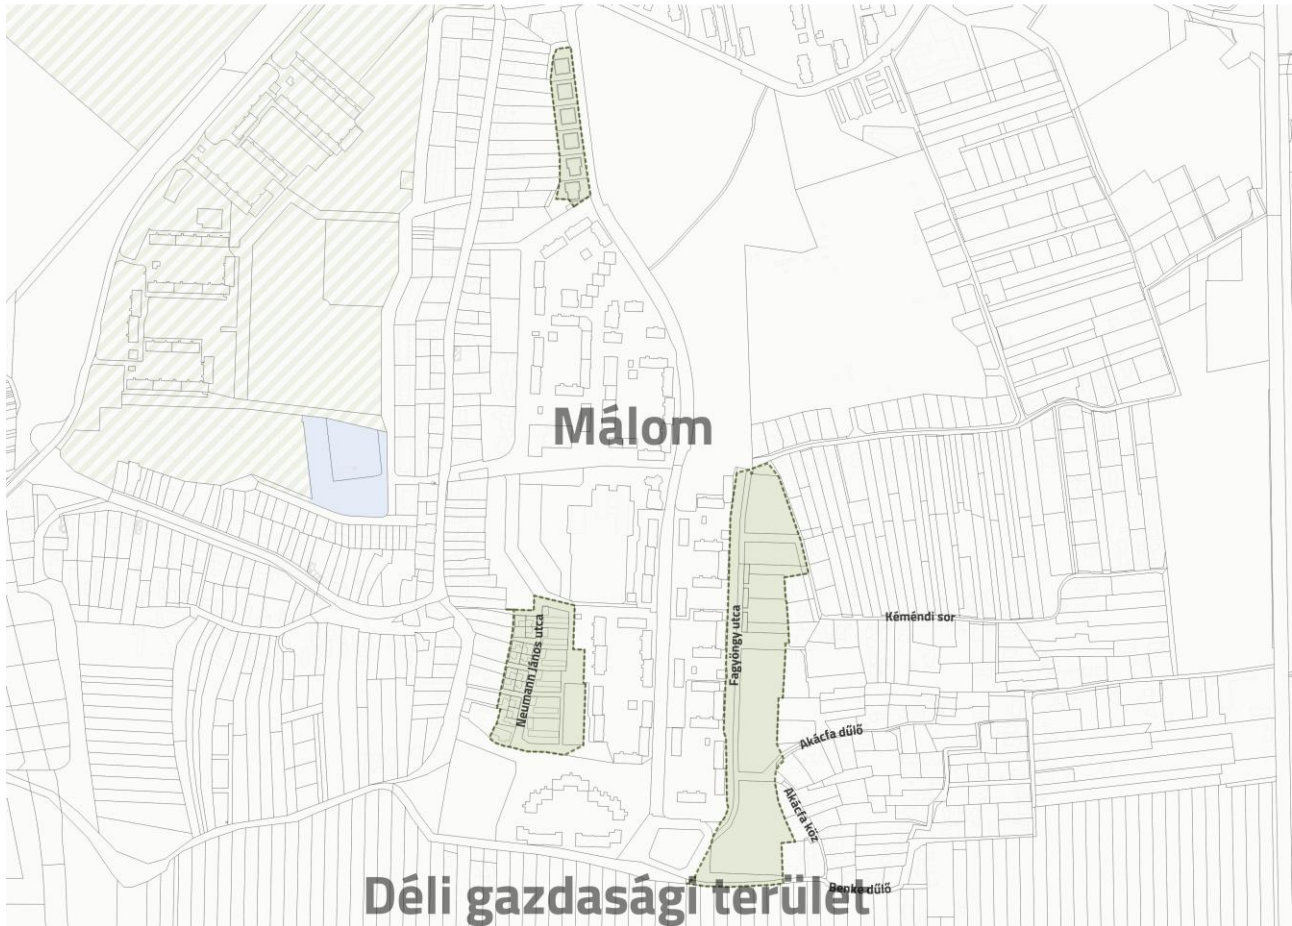 Málom
Kéméndi sor
Fagyöngy utca
Neumann János utca
Akácfa dűlő
Akácfa köz
Benke dűlő
Déli gazdasági terület